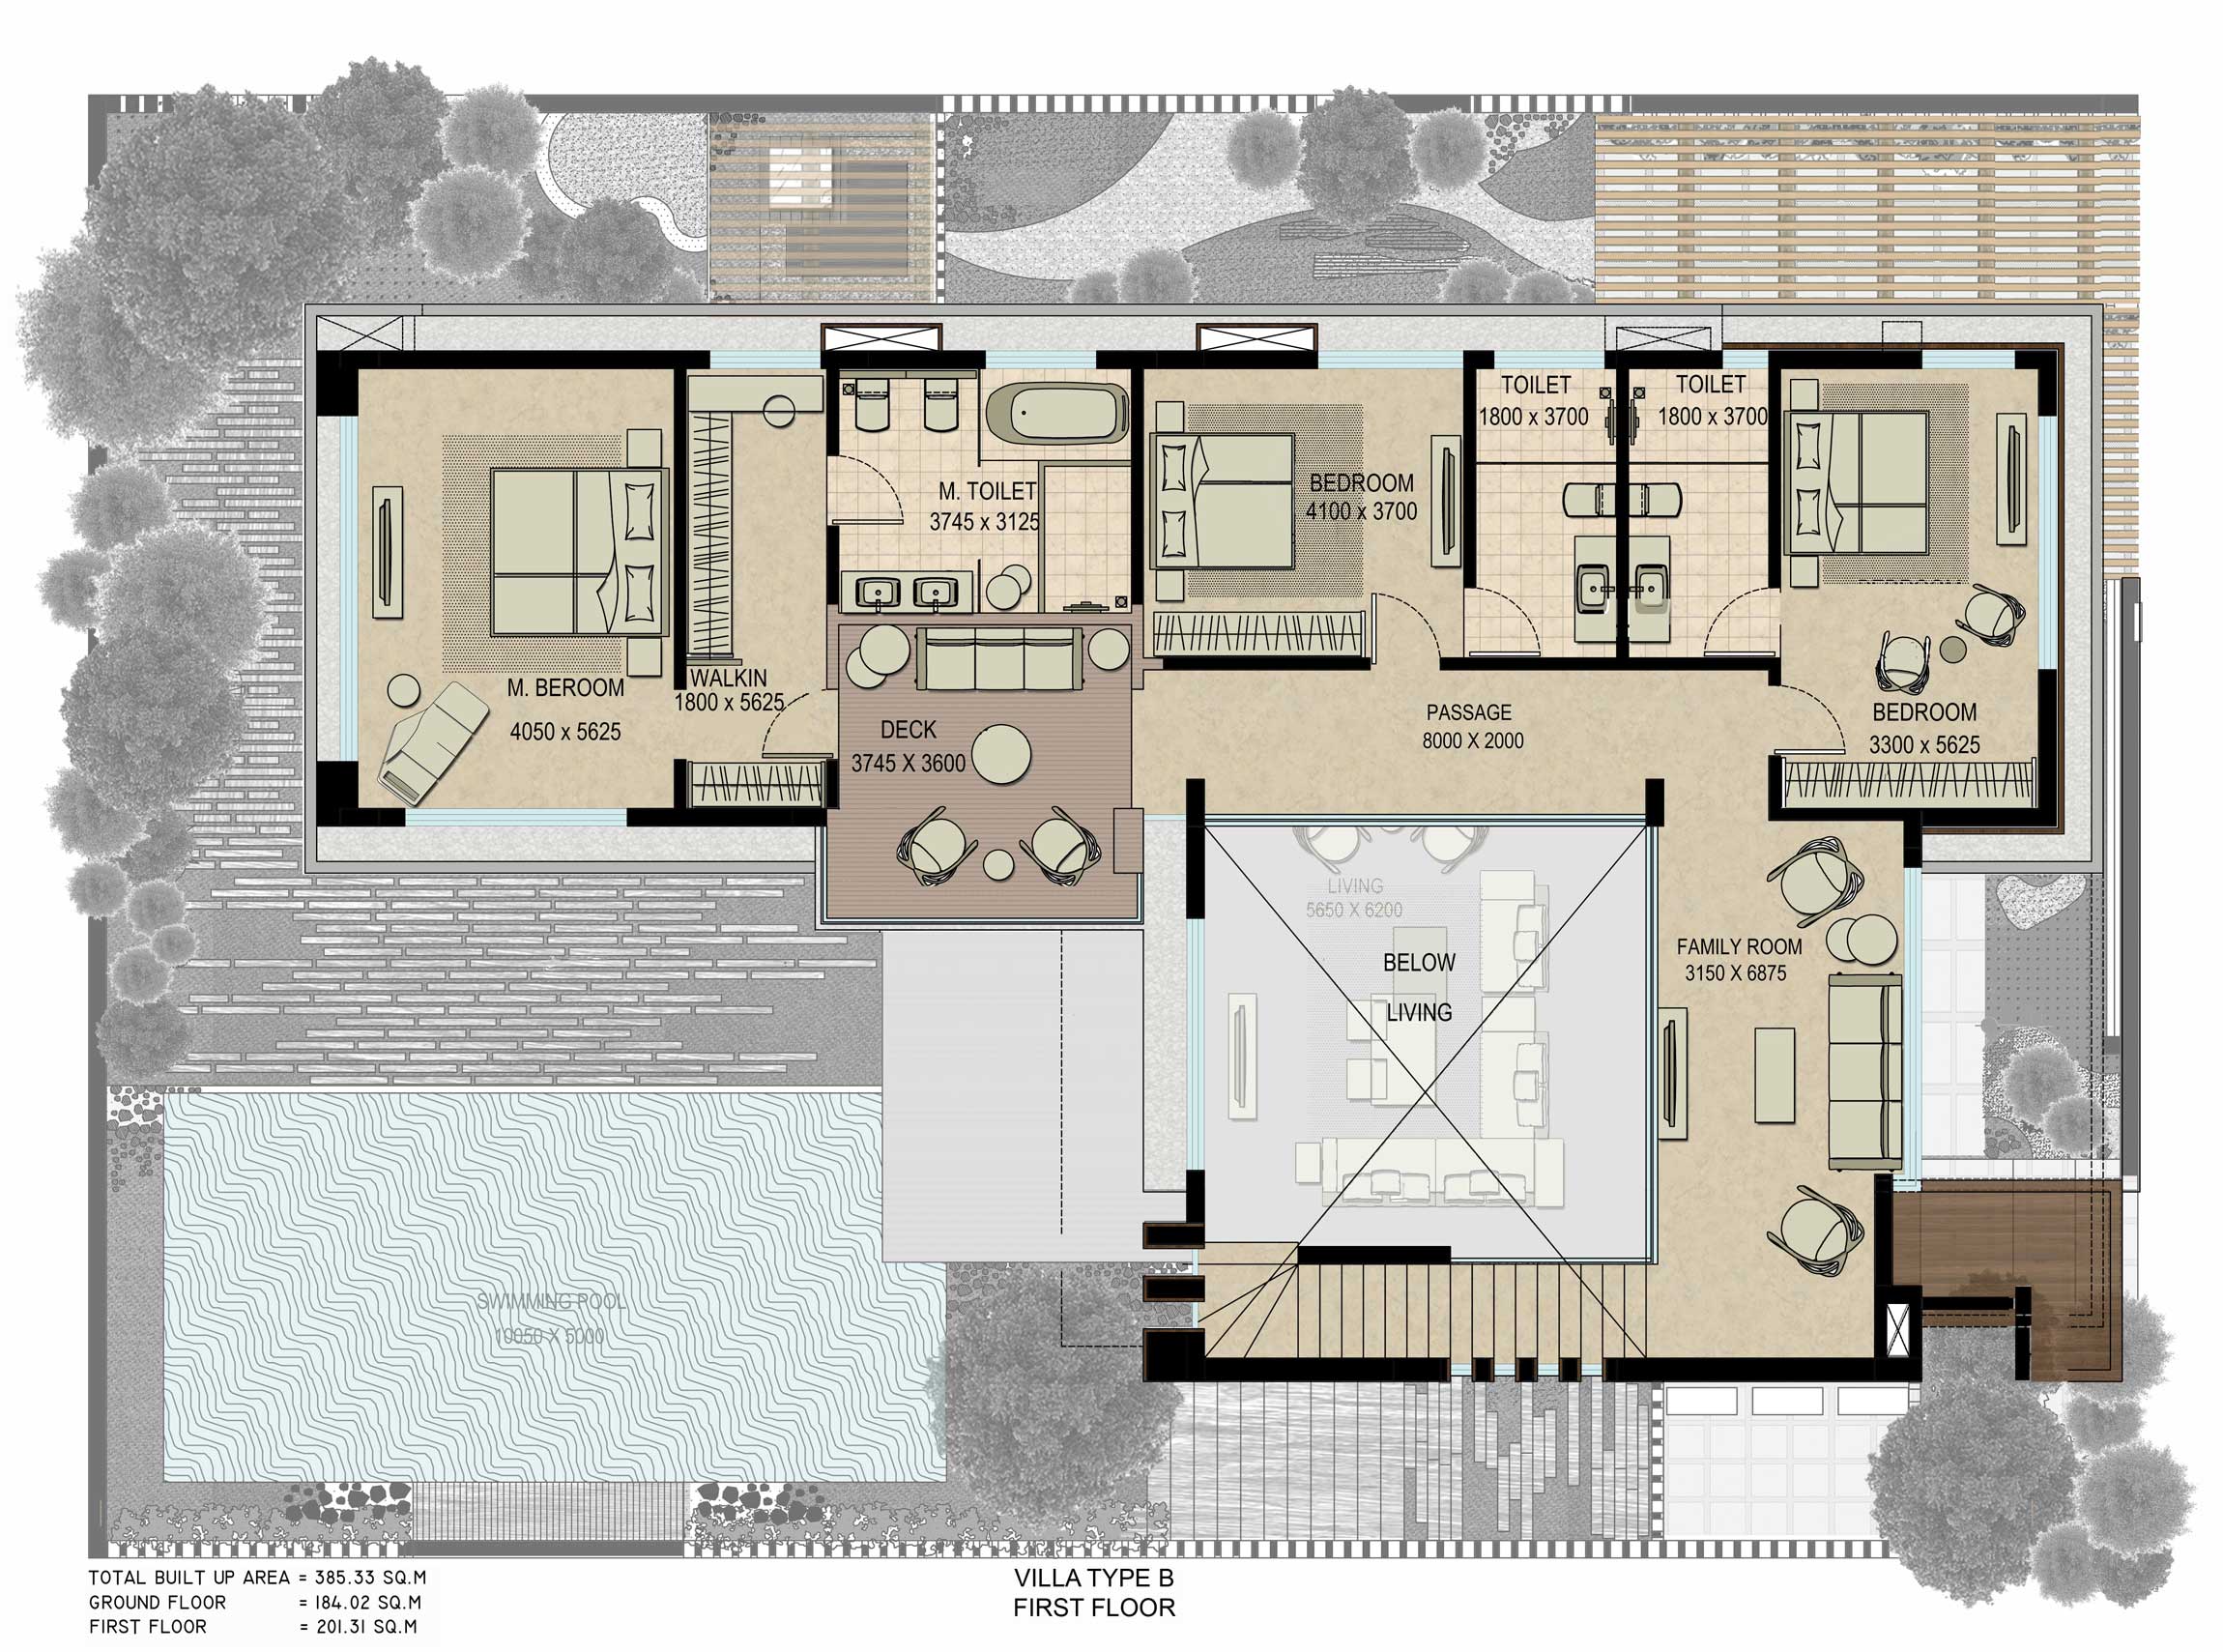 TOILET
1800 x 3700
TOILET
1800 x 3700
M. TOILET
3745 x 3125
BEDROOM
4100 x 3700
M. BEROOM
4050 x 5625
WALKIN
1800 x 5625
DECK
3745 X 3600
PASSAGE
8000 X 2000
BEDROOM
3300 x 5625
LIVING
5650 X 6200
BELOW
LIVING
FAMILY ROOM
3150 X 6875
SWIMMING POOL
10050 X 5000
TOTAL BUILT UP AREA = 385.33 SQ.M
GROUND FLOOR = 184.02 SQ.M
FIRST FLOOR = 201.31 SQ.M
VILLA TYPE B
FIRST FLOOR